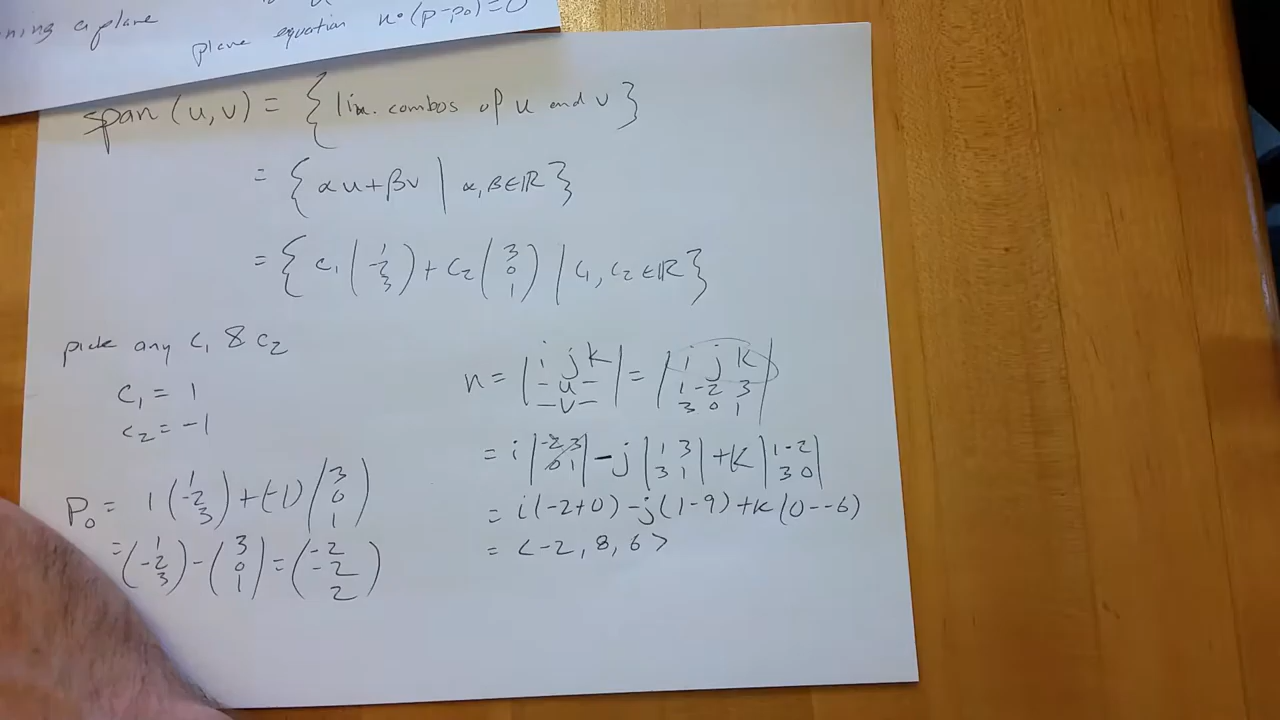 ning a plane
plane equation n•(p-p0)=0
span(u,v) = { lin. combos of u and v }
= { αu+βv | α,β∈ℝ }
= { c1 (1 -2 3) + c2 (3 0 1) | c1, c2 ∈ℝ }
pick any c1 & c2
c1 = 1
c2 = -1
P0 = 1 (1 -2 3) + (-1) (3 0 1)
= (1 -2 3) - (3 0 1) = (-2 -2 2)
n = | i j k -u- -v- | = | i j k 1 -2 3 3 0 1 |
= i | -2 3 0 1 | - j | 1 3 3 1 | + k | 1 -2 3 0 |
= i(-2+0) - j(1-9) + k(0--6)
= < -2, 8, 6 >